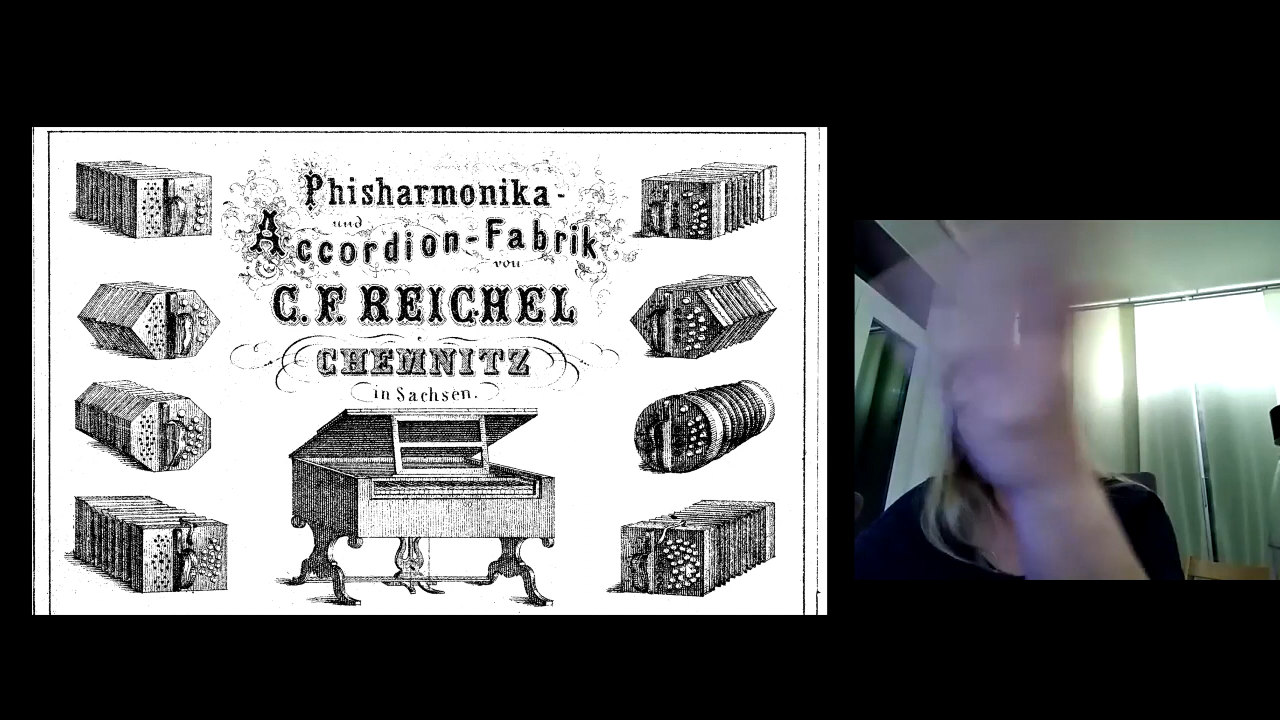 Phisharmonika-
und
Accordion-Fabrik
von
C. F. REICHEL
CHEMNITZ
in Sachsen.